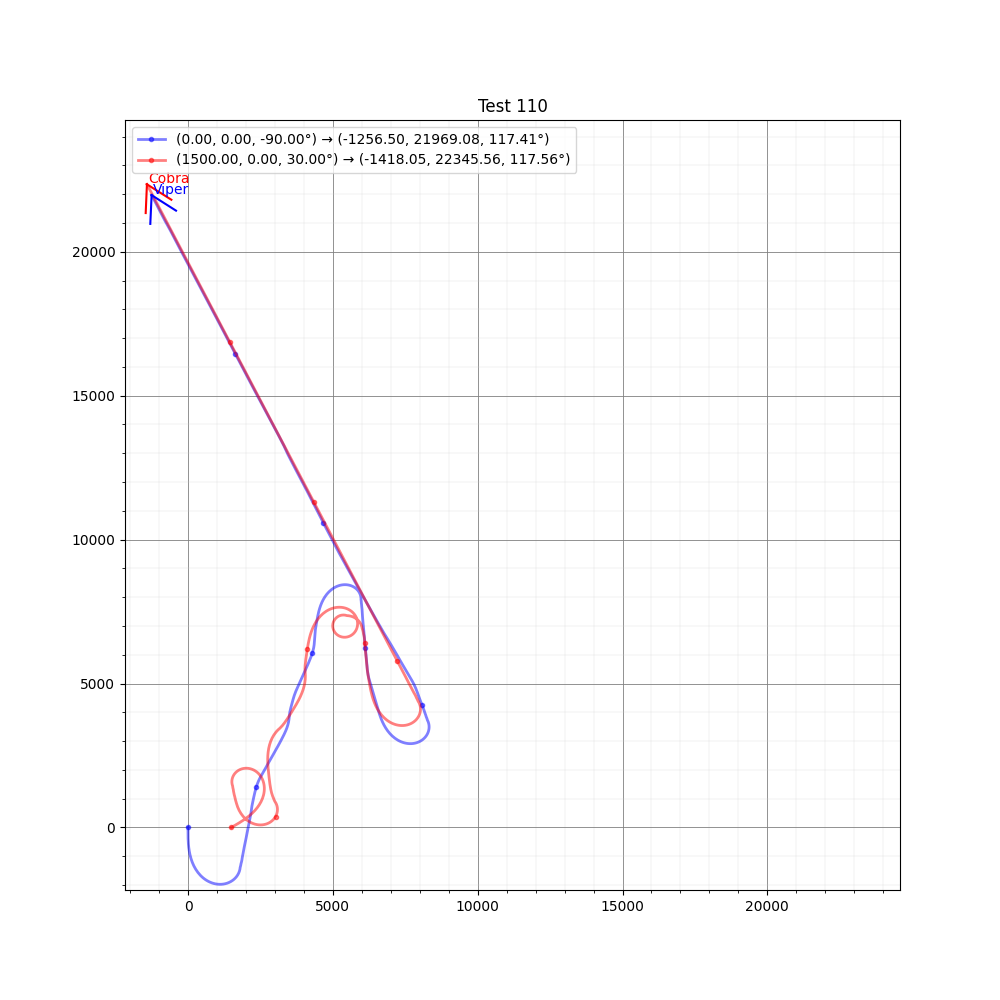 Test 110
(0.00, 0.00, -90.00°) → (-1256.50, 21969.08, 117.41°)
(1500.00, 0.00, 30.00°) → (-1418.05, 22345.56, 117.56°)
Cobra
Viper
20000
15000
10000
5000
0
0 5000 10000 15000 20000